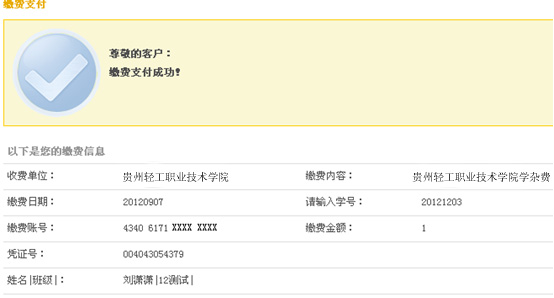 缴费支付
尊敬的客户：
缴费支付成功！
以下是您的缴费信息
收费单位： 贵州轻工职业技术学院 缴费内容： 贵州轻工职业技术学院学杂费
缴费日期： 20120907 请输入学号： 20121203
缴费账号： 4340 6171 XXXX XXXX 缴费金额： 1
凭证号： 004043054379
姓名|班级|： 刘潇潇|12测试|